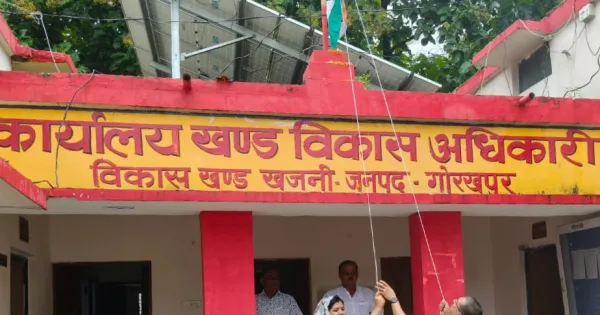 कार्यालय खण्ड विकास अधिकारी
विकास खण्ड खजनी-जनपद-गोरखपुर